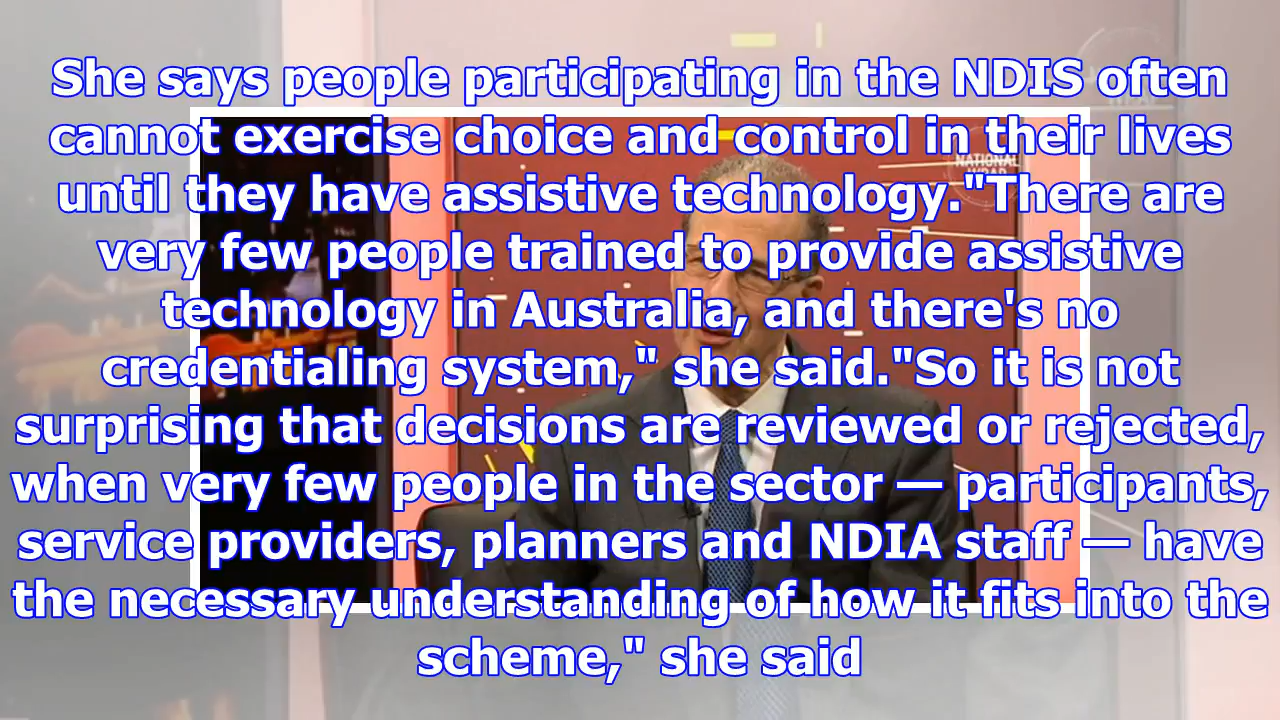 She says people participating in the NDIS often
cannot exercise choice and control in their lives
until they have assistive technology."There are
very few people trained to provide assistive
technology in Australia, and there's no
credentialing system," she said."So it is not
surprising that decisions are reviewed or rejected,
when very few people in the sector — participants,
service providers, planners and NDIA staff — have
the necessary understanding of how it fits into the
scheme," she said
NATIONAL
WRAP